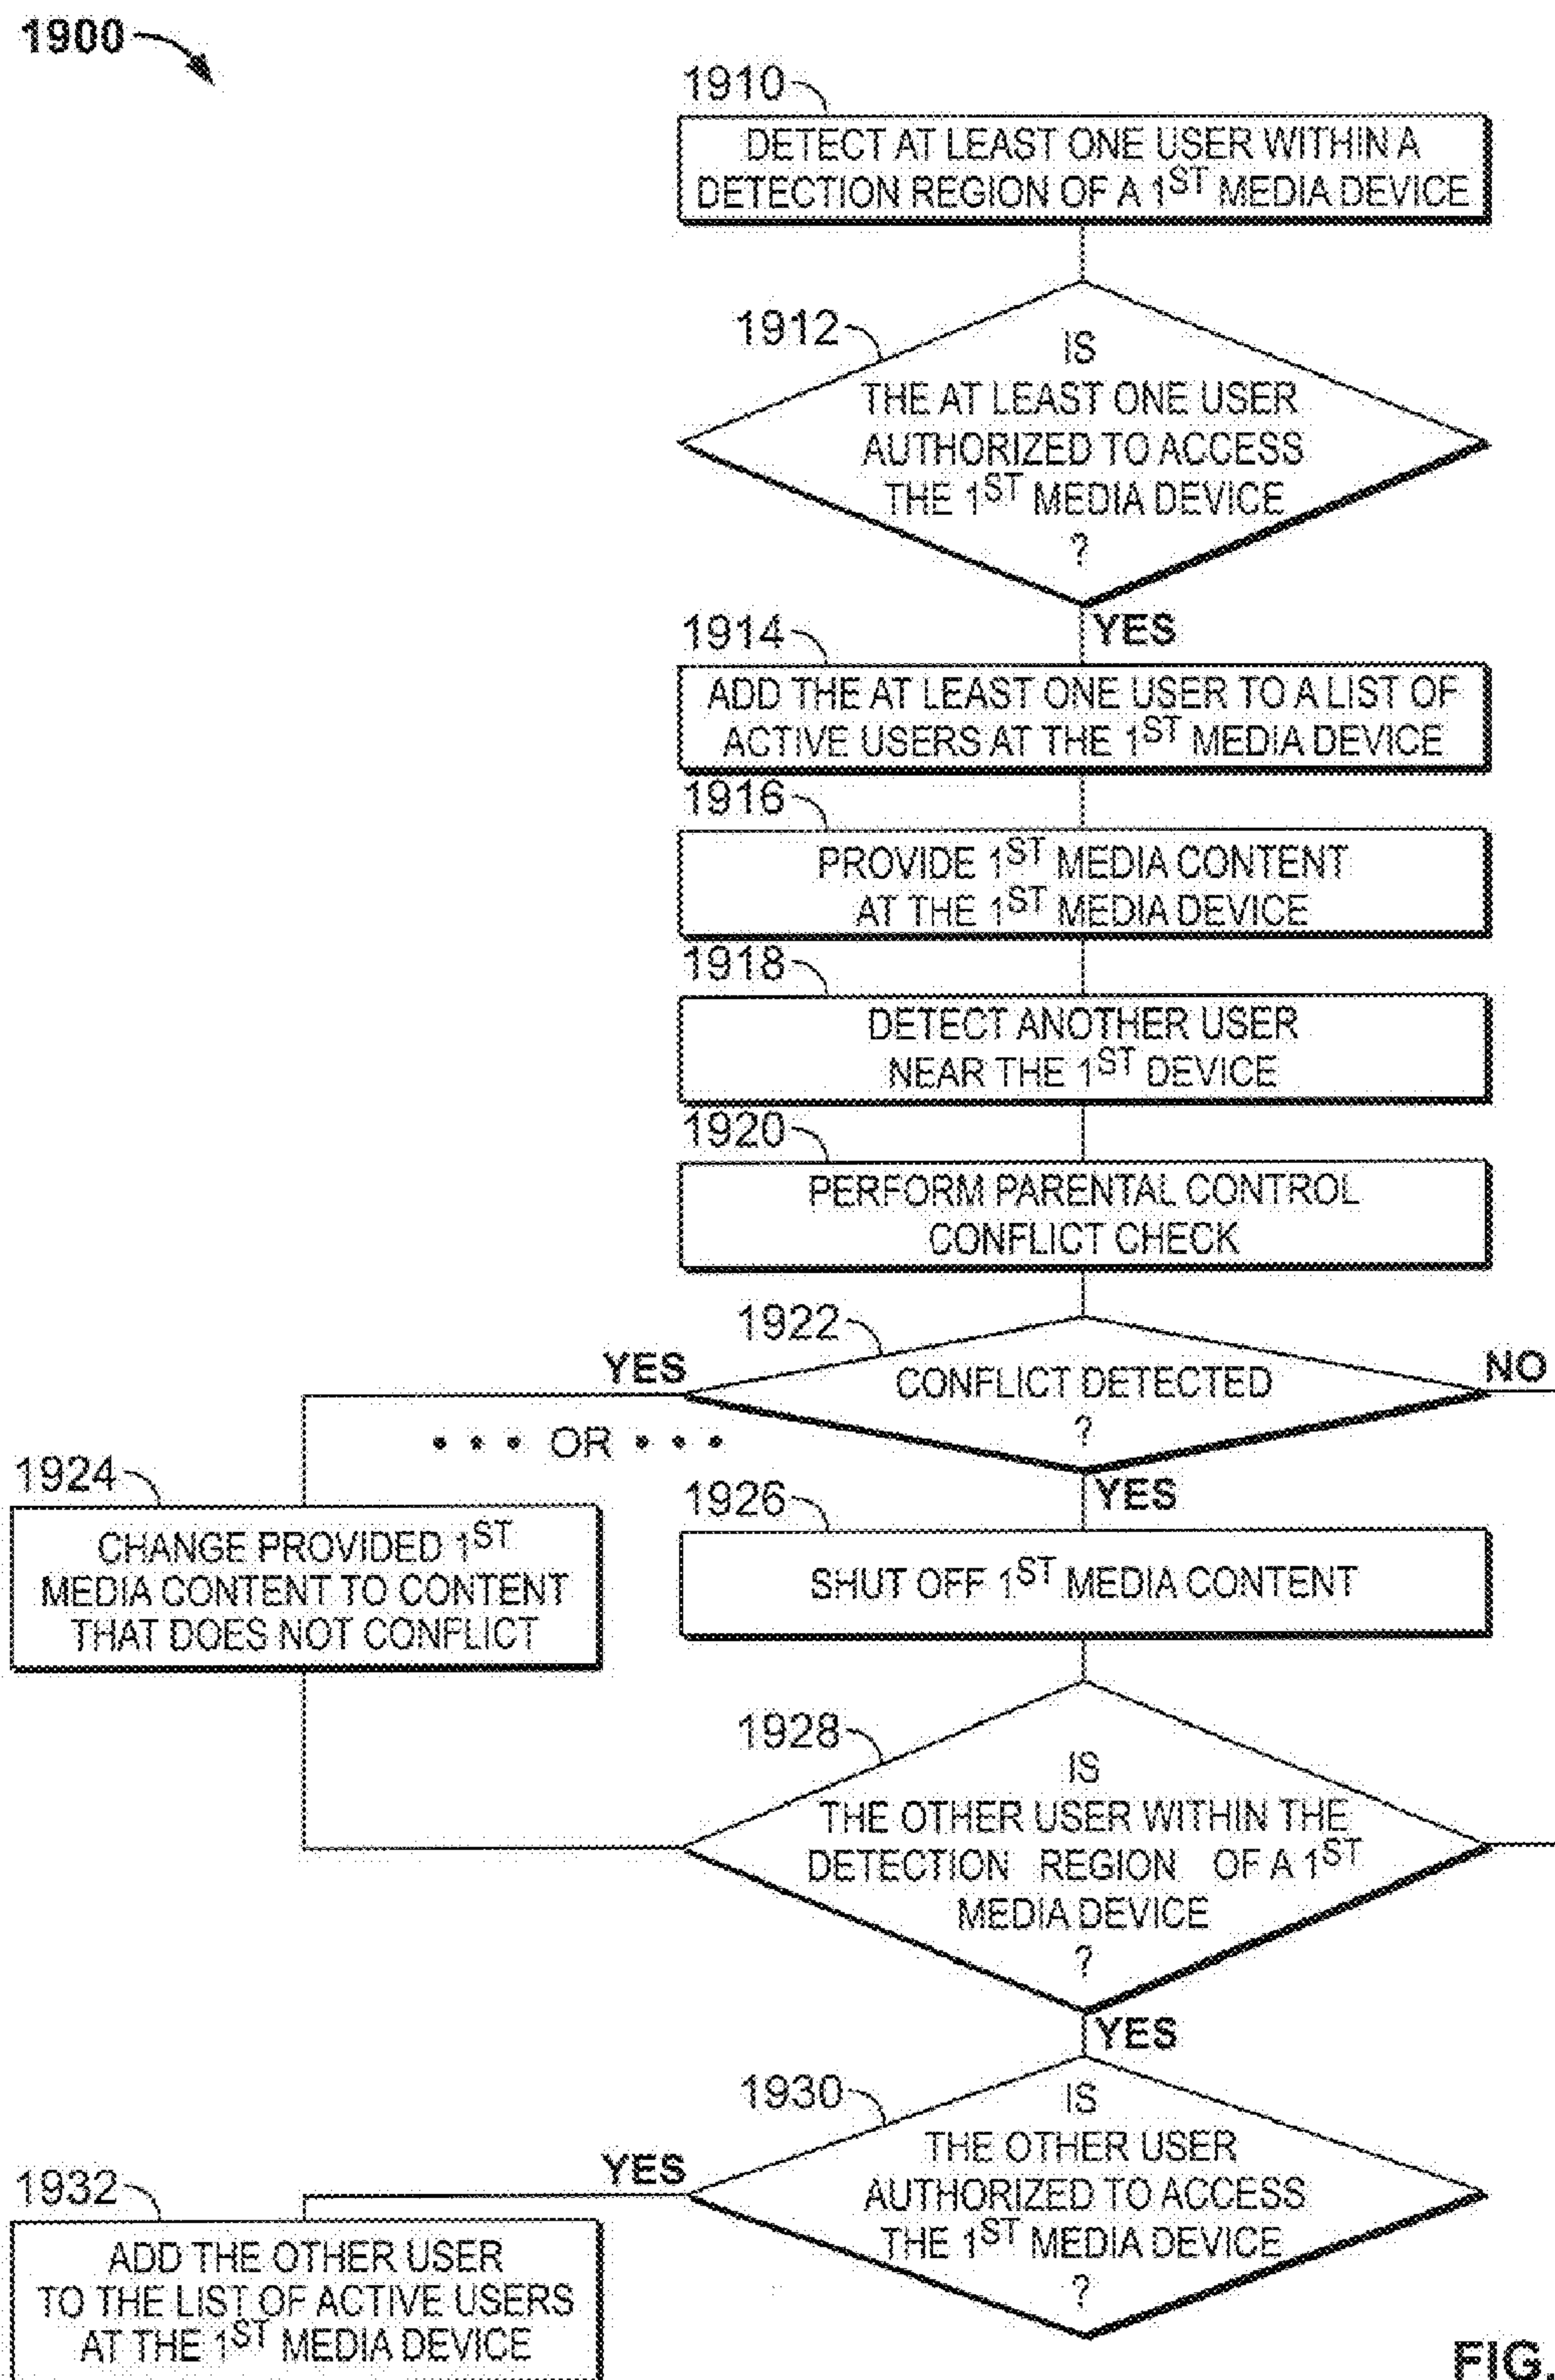 1900
1910
DETECT AT LEAST ONE USER WITHIN A
DETECTION REGION OF A 1ST MEDIA DEVICE
1912
IS
THE AT LEAST ONE USER
AUTHORIZED TO ACCESS
THE 1ST MEDIA DEVICE
?
YES
1914
ADD THE AT LEAST ONE USER TO A LIST OF
ACTIVE USERS AT THE 1ST MEDIA DEVICE
1916
PROVIDE 1ST MEDIA CONTENT
AT THE 1ST MEDIA DEVICE
1918
DETECT ANOTHER USER
NEAR THE 1ST DEVICE
1920
PERFORM PARENTAL CONTROL
CONFLICT CHECK
1922
YES
CONFLICT DETECTED
?
NO
• • • OR • • •
YES
1924
CHANGE PROVIDED 1ST
MEDIA CONTENT TO CONTENT
THAT DOES NOT CONFLICT
1926
SHUT OFF 1ST MEDIA CONTENT
1928
IS
THE OTHER USER WITHIN THE
DETECTION REGION OF A 1ST
MEDIA DEVICE
?
YES
1930
IS
THE OTHER USER
AUTHORIZED TO ACCESS
THE 1ST MEDIA DEVICE
?
YES
1932
ADD THE OTHER USER
TO THE LIST OF ACTIVE USERS
AT THE 1ST MEDIA DEVICE
FIG.